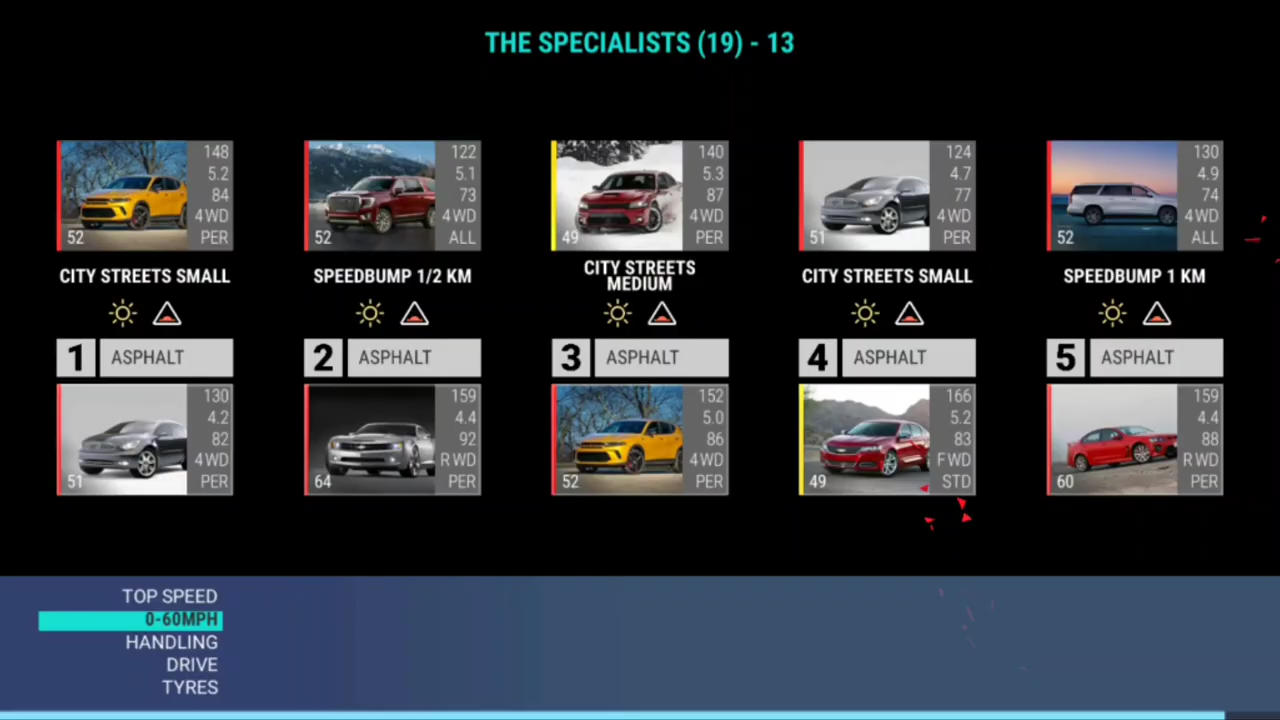 THE SPECIALISTS (19) - 13
148
5.2
84
4WD
PER
52
122
5.1
73
4WD
ALL
52
140
5.3
87
4WD
PER
49
124
4.7
77
4WD
PER
51
130
4.9
74
4WD
ALL
52
CITY STREETS SMALL
SPEEDBUMP 1/2 KM
CITY STREETS
MEDIUM
CITY STREETS SMALL
SPEEDBUMP 1 KM
1 ASPHALT
2 ASPHALT
3 ASPHALT
4 ASPHALT
5 ASPHALT
130
4.2
82
4WD
PER
51
159
4.4
92
RWD
PER
64
152
5.0
86
4WD
PER
52
166
5.2
83
FWD
STD
49
159
4.4
88
RWD
PER
60
TOP SPEED
0-60MPH
HANDLING
DRIVE
TYRES